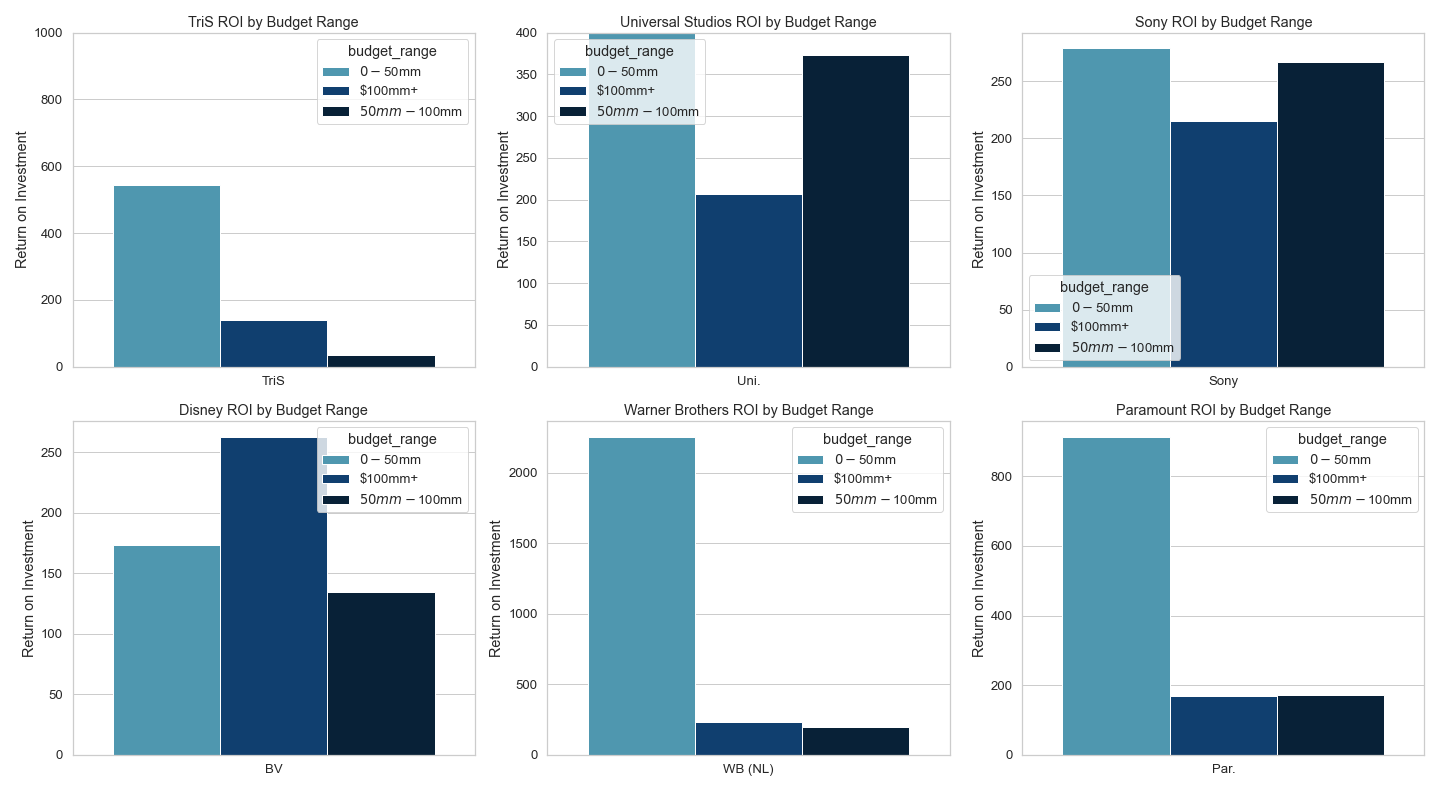 TriS ROI by Budget Range
Return on Investment
1000
800
600
400
200
0
budget_range
0 − 50mm
$100mm+
50mm − 100mm
TriS
Universal Studios ROI by Budget Range
Return on Investment
400
350
300
250
200
150
100
50
0
budget_range
0 − 50mm
$100mm+
50mm − 100mm
Uni.
Sony ROI by Budget Range
Return on Investment
250
200
150
100
50
0
budget_range
0 − 50mm
$100mm+
50mm − 100mm
Sony
Disney ROI by Budget Range
Return on Investment
250
200
150
100
50
0
budget_range
0 − 50mm
$100mm+
50mm − 100mm
BV
Warner Brothers ROI by Budget Range
Return on Investment
2000
1500
1000
500
0
budget_range
0 − 50mm
$100mm+
50mm − 100mm
WB (NL)
Paramount ROI by Budget Range
Return on Investment
800
600
400
200
0
budget_range
0 − 50mm
$100mm+
50mm − 100mm
Par.